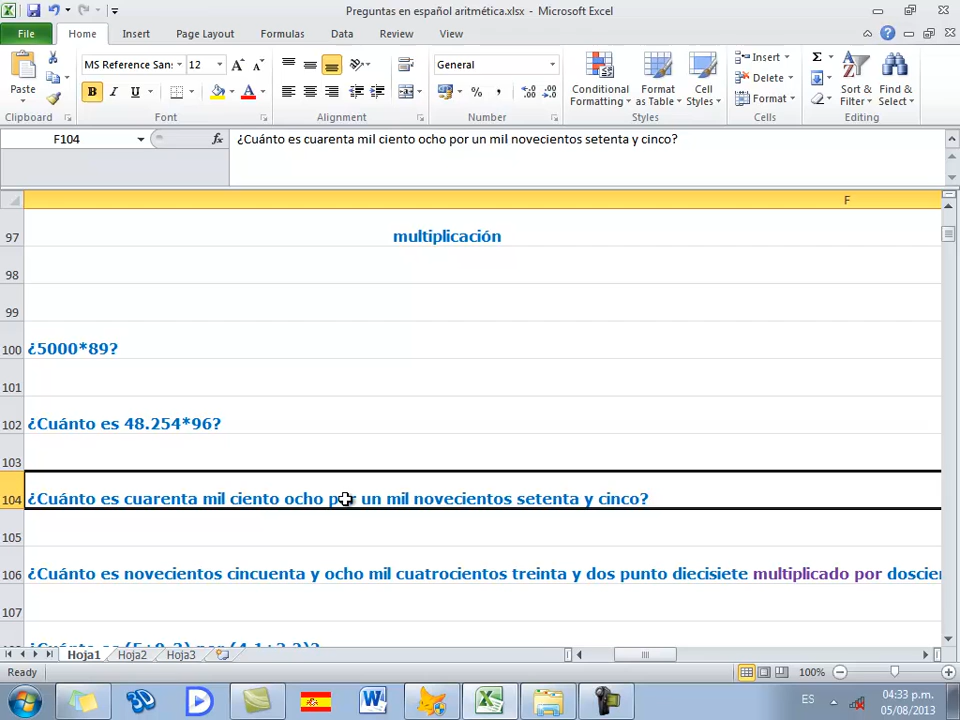 Preguntas en español aritmética.xlsx - Microsoft Excel
File Home Insert Page Layout Formulas Data Review View
MS Reference San: 12
General
Paste
B I U
Conditional Formatting
Format as Table
Cell Styles
Insert
Delete
Format
Sort & Filter
Find & Select
Clipboard Font Alignment Number Styles Cells Editing
F104 fx ¿Cuánto es cuarenta mil ciento ocho por un mil novecientos setenta y cinco?
F
97 multiplicación
98
99
100 ¿5000*89?
101
102 ¿Cuánto es 48.254*96?
103
104 ¿Cuánto es cuarenta mil ciento ocho por un mil novecientos setenta y cinco?
105
106 ¿Cuánto es novecientos cincuenta y ocho mil cuatrocientos treinta y dos punto diecisiete multiplicado por doscien
107
Hoja1 Hoja2 Hoja3
Ready 100%
ES 04:33 p.m.
05/08/2013